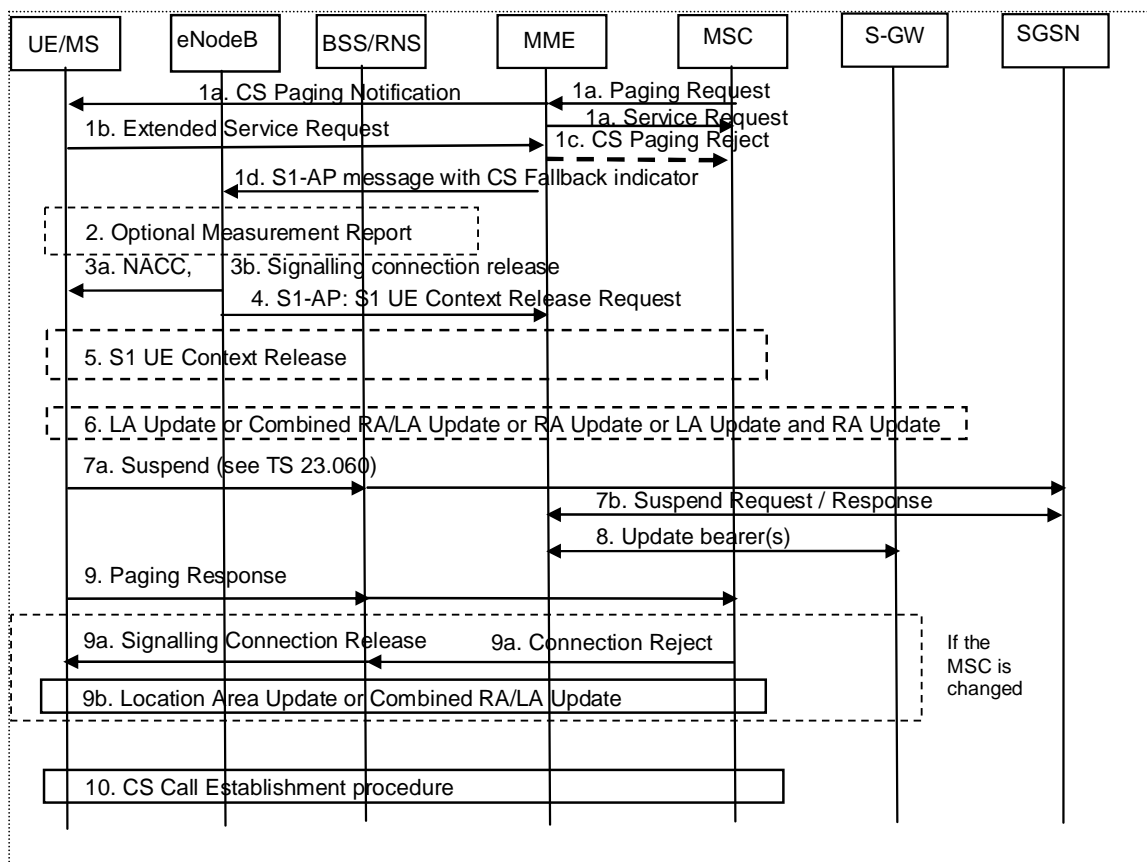 UE/MS
eNodeB
BSS/RNS
MME
MSC
S-GW
SGSN
1a. CS Paging Notification
1a. Paging Request
1a. Service Request
1b. Extended Service Request
1c. CS Paging Reject
1d. S1-AP message with CS Fallback indicator
2. Optional Measurement Report
3a. NACC,
3b. Signalling connection release
4. S1-AP: S1 UE Context Release Request
5. S1 UE Context Release
6. LA Update or Combined RA/LA Update or RA Update or LA Update and RA Update
7a. Suspend (see TS 23.060)
7b. Suspend Request / Response
8. Update bearer(s)
9. Paging Response
9a. Signalling Connection Release
9a. Connection Reject
If the
MSC is
changed
9b. Location Area Update or Combined RA/LA Update
10. CS Call Establishment procedure